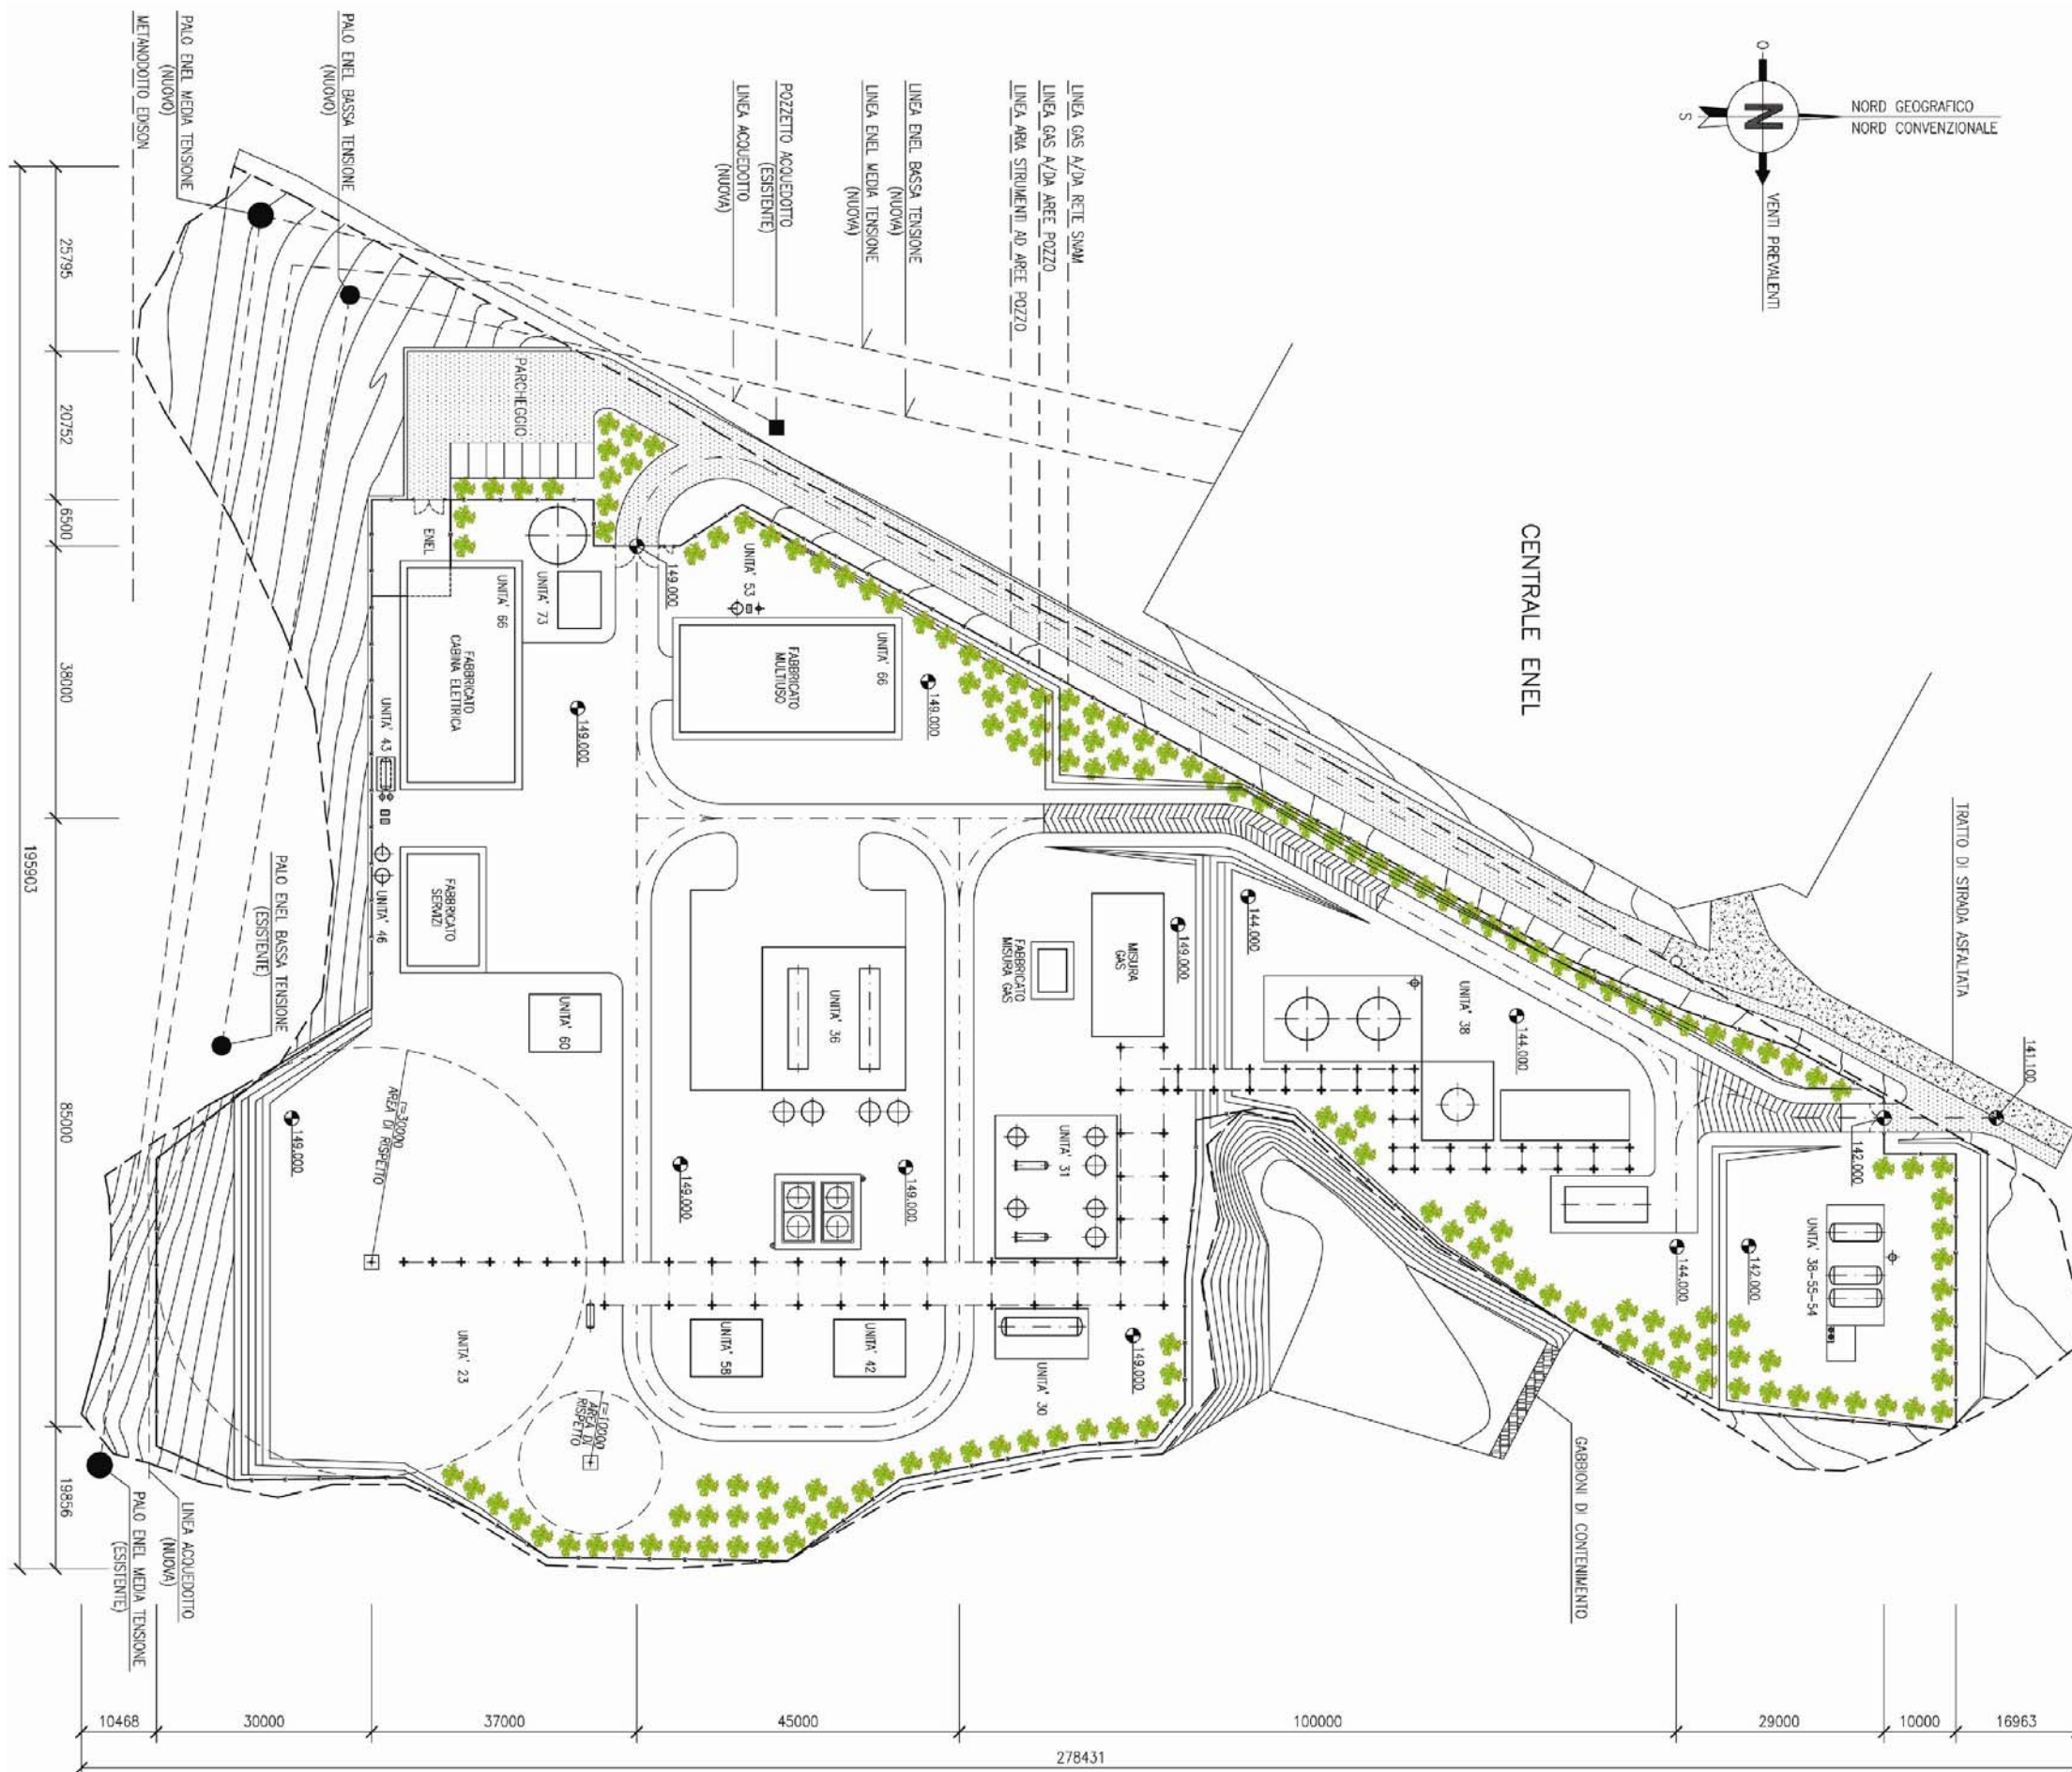 METANODOTTO EDISON
PALO ENEL MEDIA TENSIONE
(NUOVO)
PALO ENEL BASSA TENSIONE
(NUOVO)
LINEA ACQUEDOTTO
(NUOVA)
POZZETTO ACQUEDOTTO
(ESISTENTE)
LINEA ENEL MEDIA TENSIONE
(NUOVA)
LINEA ENEL BASSA TENSIONE
(NUOVA)
LINEA ARIA STRUMENTI AD AREE POZZO
LINEA GAS A/DA AREE POZZO
LINEA GAS A/DA RETE SNAM
O
N
S
NORD GEOGRAFICO
NORD CONVENZIONALE
VENTI PREVALENTI
CENTRALE ENEL
TRATTO DI STRADA ASFALTATA
141.100
PARCHEGGIO
ENEL
UNITA' 66
FABBRICATO
CABINA ELETTRICA
UNITA' 73
149.000
UNITA' 53
UNITA' 66
FABBRICATO
MULTIUSO
149.000
149.000
UNITA' 43
UNITA' 46
FABBRICATO
SERVIZI
UNITA' 60
UNITA' 36
FABBRICATO
MISURA GAS
MISURA
GAS
149.000
144.000
UNITA' 38
144.000
PALO ENEL BASSA TENSIONE
(ESISTENTE)
149.000
r=30000
AREA DI RISPETTO
149.000
149.000
UNITA' 31
142.000
UNITA' 38-55-54
142.000
144.000
UNITA' 23
UNITA' 58
UNITA' 42
UNITA' 30
149.000
r=10000
AREA DI
RISPETTO
GABBIONI DI CONTENIMENTO
LINEA ACQUEDOTTO
(NUOVA)
PALO ENEL MEDIA TENSIONE
(ESISTENTE)
25795
20752
6500
38000
85000
19856
195903
10468
30000
37000
45000
100000
29000
10000
16963
278431